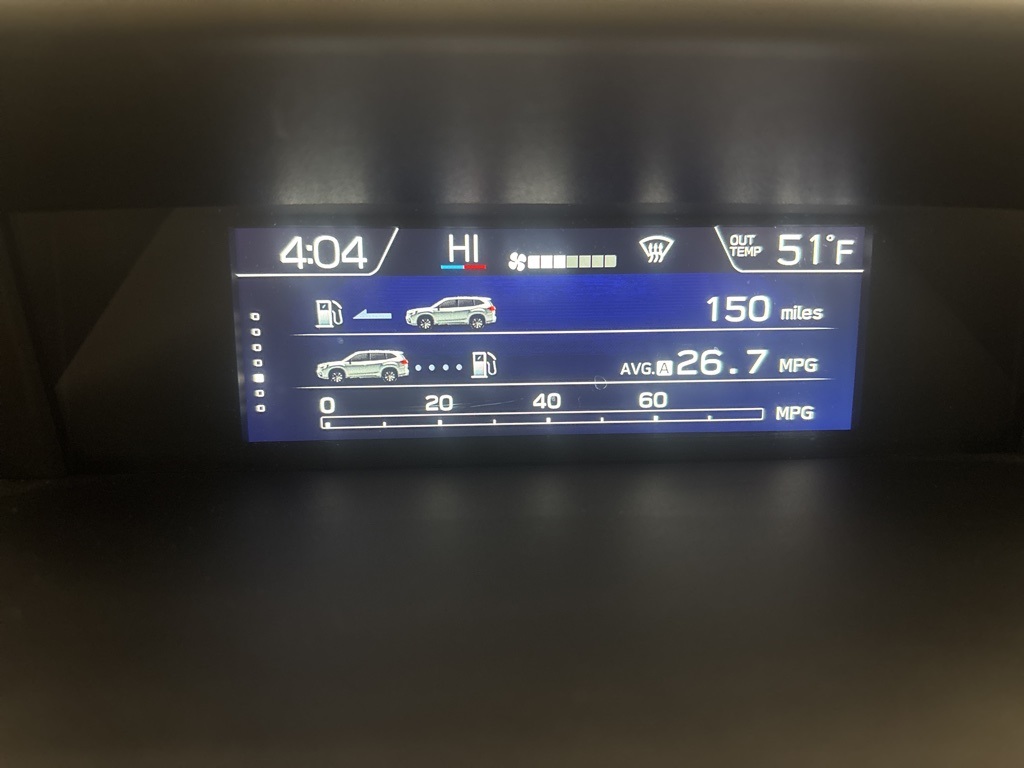 4:04 HI OUT TEMP 51°F
150 miles
AVG. A 26.7 MPG
0 20 40 60
MPG